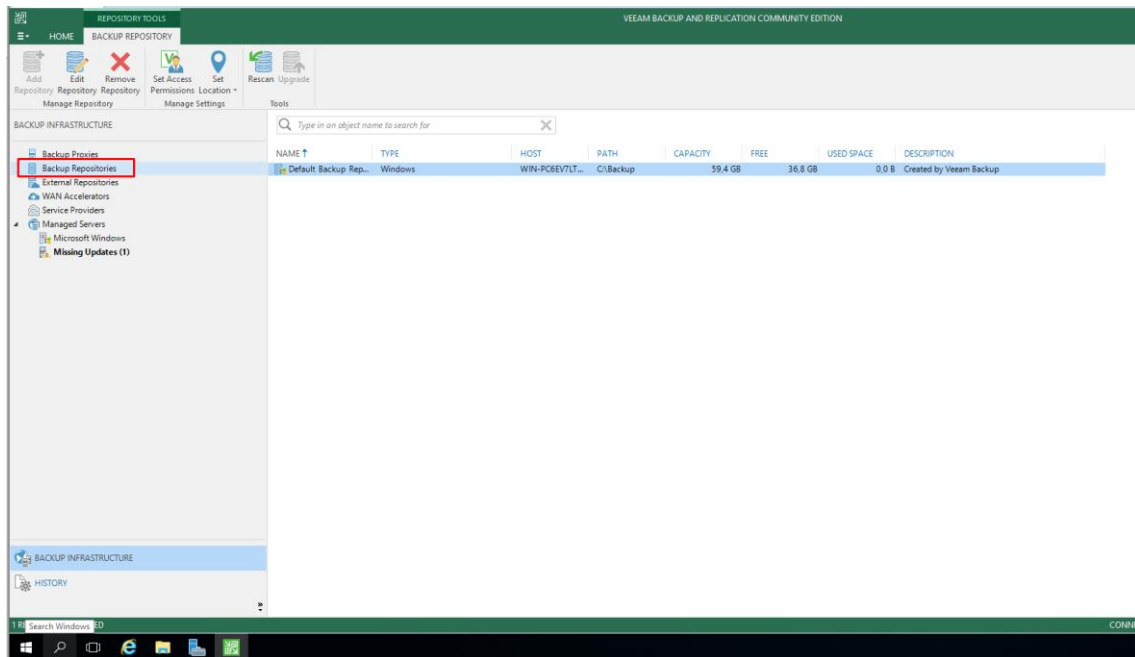 REPOSITORY TOOLS
VEEAM BACKUP AND REPLICATION COMMUNITY EDITION
HOME BACKUP REPOSITORY
Add Repository
Edit Repository
Remove Repository
Set Access Permissions
Set Location
Rescan
Upgrade
Manage Repository
Manage Settings
Tools
BACKUP INFRASTRUCTURE
Type in an object name to search for
Backup Proxies
Backup Repositories
External Repositories
WAN Accelerators
Service Providers
Managed Servers
Microsoft Windows
Missing Updates (1)
NAME TYPE HOST PATH CAPACITY FREE USED SPACE DESCRIPTION
Default Backup Rep... Windows WIN-PC6EV7LT... C:\Backup 59,4 GB 36,8 GB 0,0 B Created by Veeam Backup
BACKUP INFRASTRUCTURE
HISTORY
Search Windows